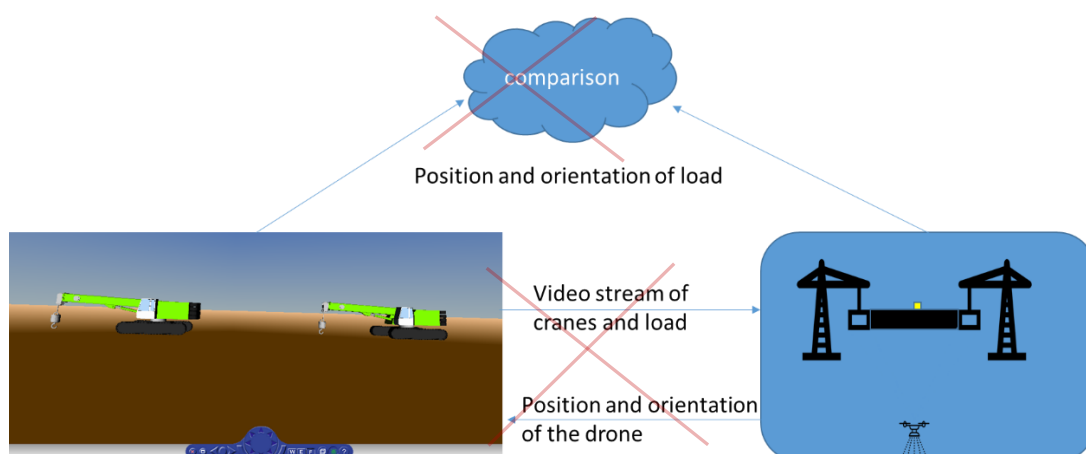 comparison
Position and orientation of load
Video stream of
cranes and load
Position and orientation
of the drone
W E F
?